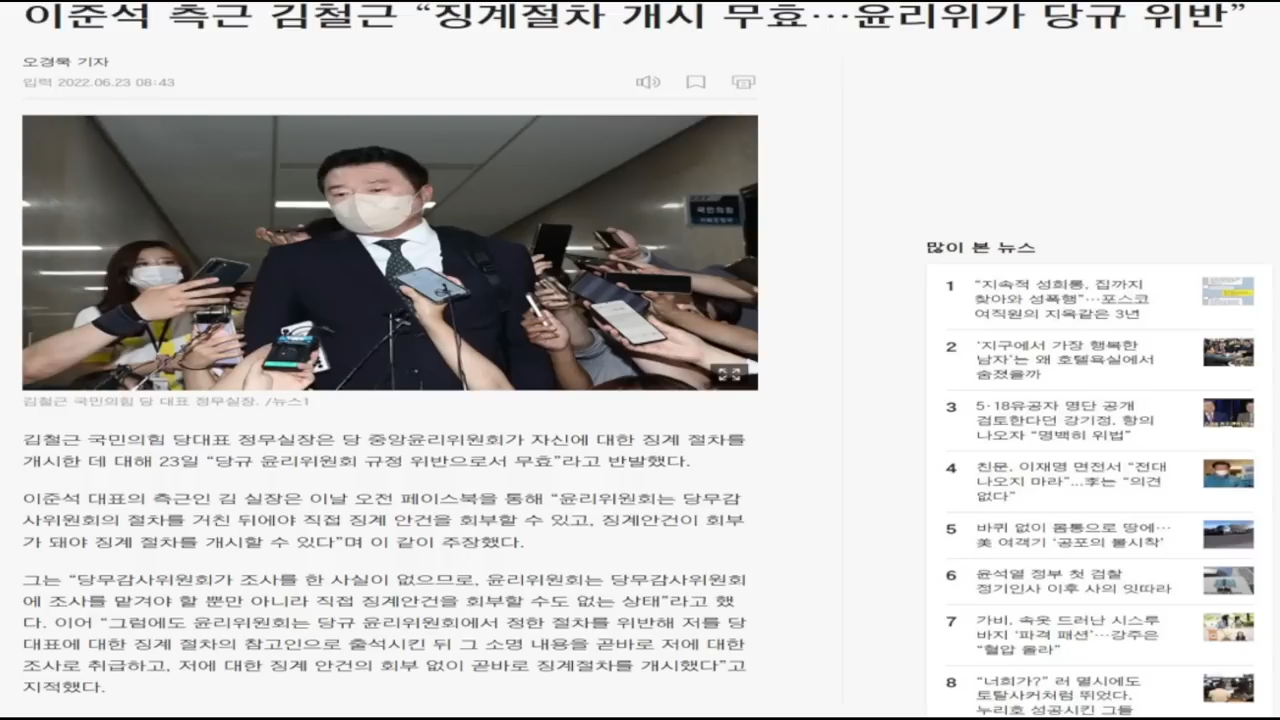 이준석 측근 김철근 “징계절차 개시 무효…윤리위가 당규 위반”
오경묵 기자
입력 2022.06.23 08:43
국민의힘
김철근 국민의힘 당 대표 정무실장. /뉴스1
김철근 국민의힘 당대표 정무실장은 당 중앙윤리위원회가 자신에 대한 징계 절차를
개시한 데 대해 23일 “당규 윤리위원회 규정 위반으로서 무효”라고 반발했다.
이준석 대표의 측근인 김 실장은 이날 오전 페이스북을 통해 “윤리위원회는 당무감
사위원회의 절차를 거친 뒤에야 직접 징계 안건을 회부할 수 있고, 징계안건이 회부
가 돼야 징계 절차를 개시할 수 있다”며 이 같이 주장했다.
그는 “당무감사위원회가 조사를 한 사실이 없으므로, 윤리위원회는 당무감사위원회
에 조사를 맡겨야 할 뿐만 아니라 직접 징계안건을 회부할 수도 없는 상태”라고 했
다. 이어 “그럼에도 윤리위원회는 당규 윤리위원회에서 정한 절차를 위반해 저를 당
대표에 대한 징계 절차의 참고인으로 출석시킨 뒤 그 소명 내용을 곧바로 저에 대한
조사로 취급하고, 저에 대한 징계 안건의 회부 없이 곧바로 징계절차를 개시했다”고
지적했다.
많이 본 뉴스
1 “지속적 성희롱, 집까지
찾아와 성폭행”…포스코
여직원의 지옥같은 3년
2 ‘지구에서 가장 행복한
남자’는 왜 호텔욕실에서
숨졌을까
3 5·18유공자 명단 공개
검토한다던 강기정, 항의
나오자 “명백히 위법”
4 친문, 이재명 면전서 “전대
나오지 마라”...李는 “의견
없다”
5 바퀴 없이 몸통으로 땅에…
美 여객기 ‘공포의 불시착’
6 윤석열 정부 첫 검찰
정기인사 이후 사의 잇따라
7 가비, 속옷 드러난 시스루
바지 ‘파격 패션’…강주은
“혈압 올라”
8 “너희가?” 러 멸시에도
토탈사커처럼 뛰었다.
누리호 성공시킨 그들